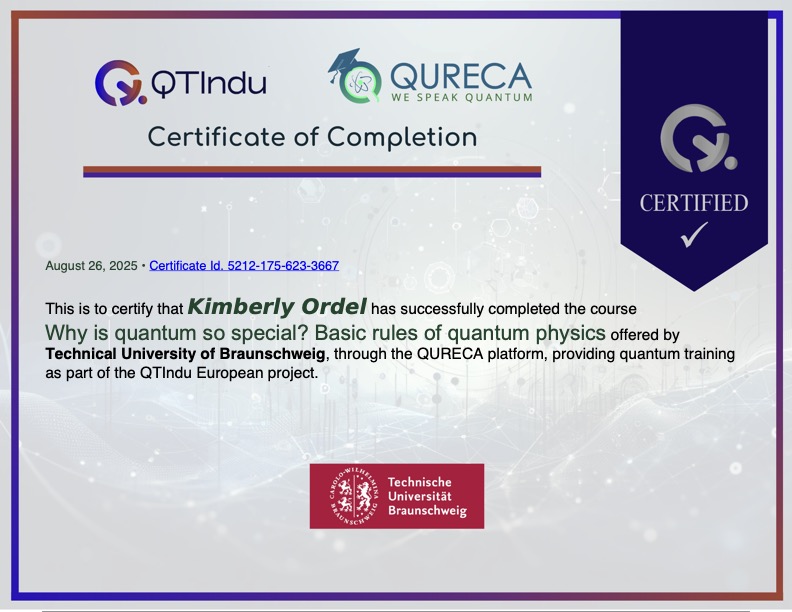 QTIndu
QURECA
WE SPEAK QUANTUM
Certificate of Completion
CERTIFIED
August 26, 2025 • Certificate Id. 5212-175-623-3667
This is to certify that Kimberly Ordel has successfully completed the course
Why is quantum so special? Basic rules of quantum physics offered by
Technical University of Braunschweig, through the QURECA platform, providing quantum training
as part of the QTIndu European project.
CAROLO-WILHELMINA
BRAUNSCHWEIG
Technische
Universität
Braunschweig